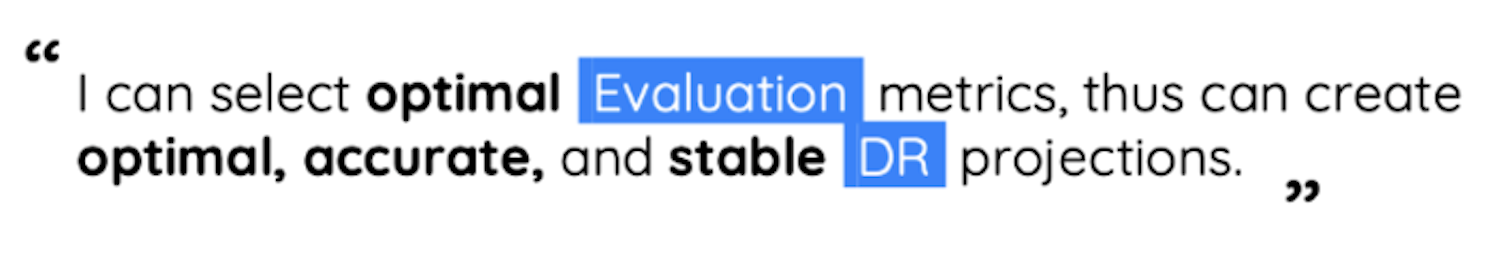 “ I can select optimal Evaluation metrics, thus can create
optimal, accurate, and stable DR projections. ”